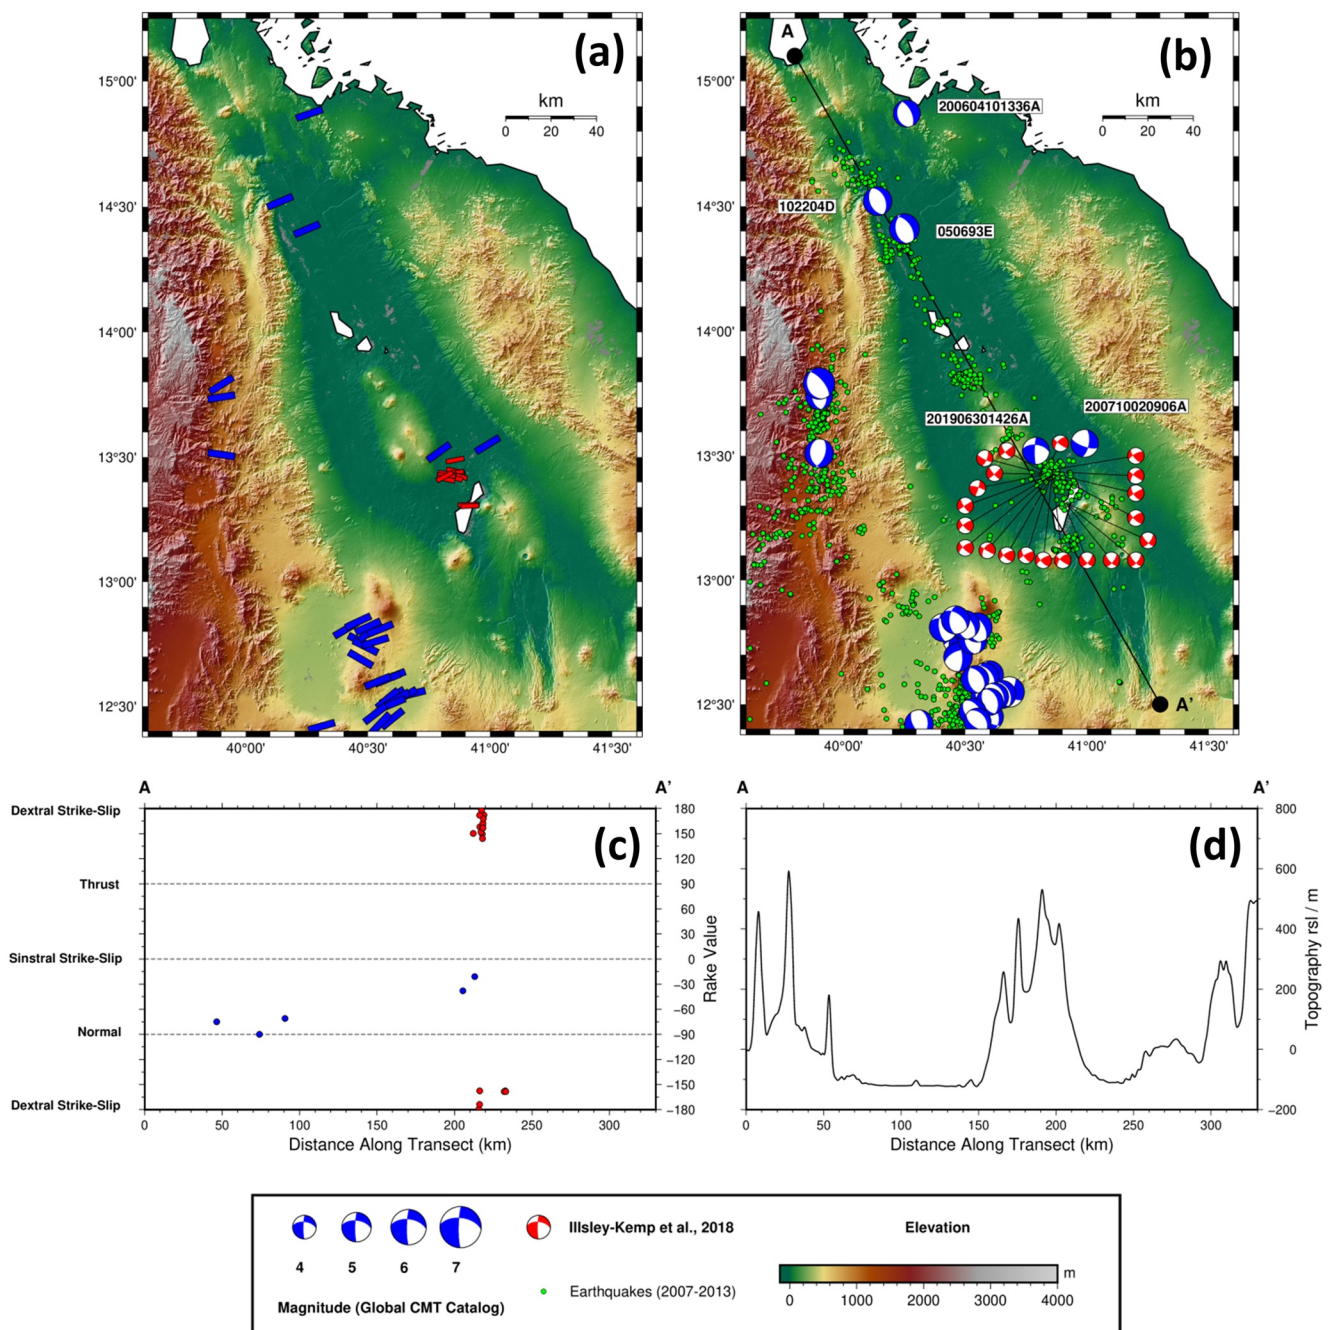 (a)
km
0 20 40
15°00'
14°30'
14°00'
13°30'
13°00'
12°30'
40°00' 40°30' 41°00' 41°30'
(b)
A
200604101336A
km
0 20 40
15°00'
102204D
14°30'
050693E
14°00'
201906301426A
200710020906A
13°30'
13°00'
12°30'
A'
40°00' 40°30' 41°00' 41°30'
A A'
(c)
Dextral Strike-Slip
Thrust
Sinstral Strike-Slip
Normal
Dextral Strike-Slip
180
150
120
90
60
30
0
−30
−60
−90
−120
−150
−180
Rake Value
0 50 100 150 200 250 300
Distance Along Transect (km)
A A'
(d)
800
600
400
200
0
−200
Topography rsl / m
0 50 100 150 200 250 300
Distance Along Transect (km)
4 5 6 7
Magnitude (Global CMT Catalog)
Illsley-Kemp et al., 2018
Earthquakes (2007-2013)
Elevation
m
0 1000 2000 3000 4000